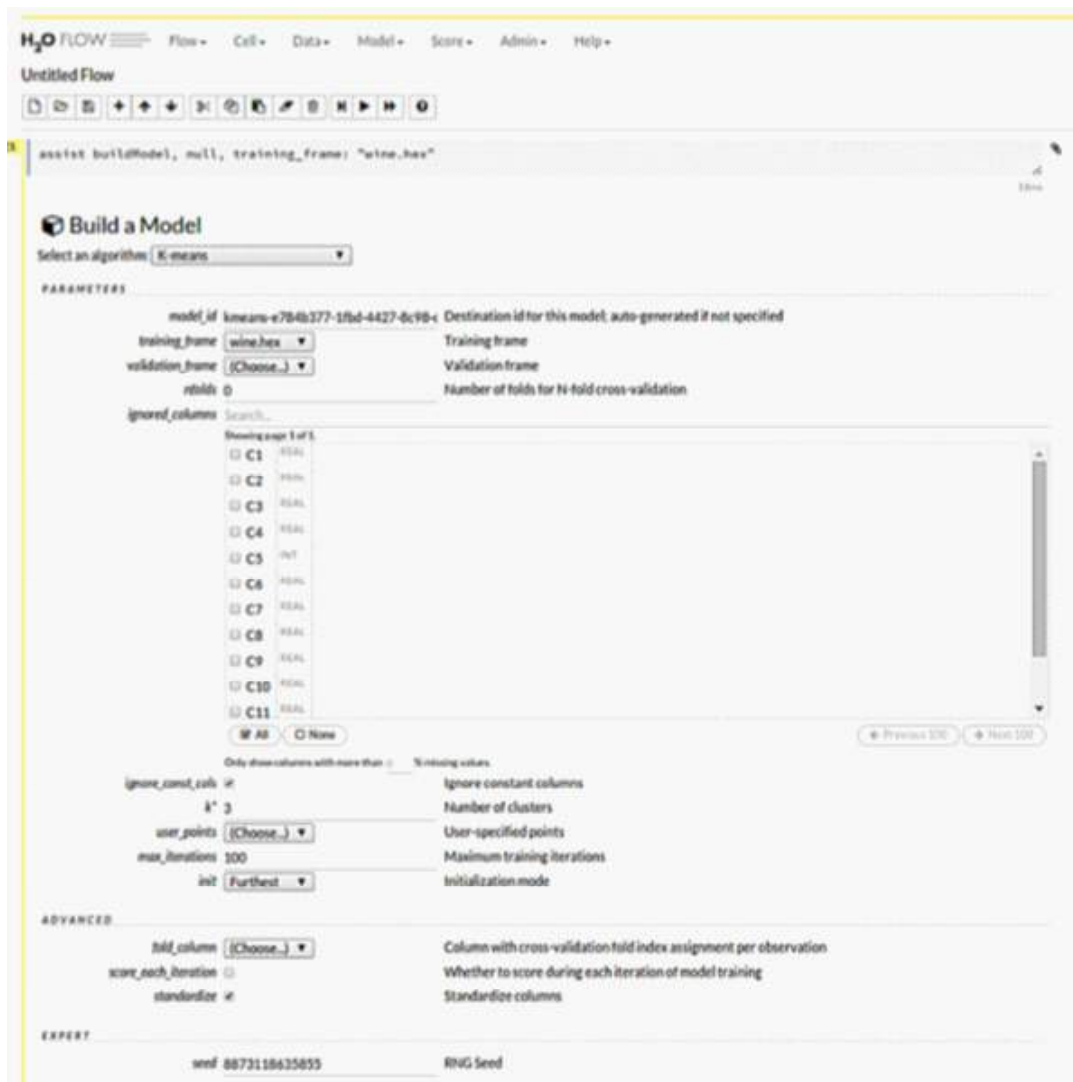 H2O FLOW Flow Cell Data Model Score Admin Help
Untitled Flow
assist buildModel, null, training_frame: "wine.hex"
Build a Model
Select an algorithm: K-means
PARAMETERS
model_id kmeans-e784b377-1fbd-4427-8c98-c Destination id for this model; auto-generated if not specified
training_frame wine.hex Training frame
validation_frame (Choose..) Validation frame
nfolds 0 Number of folds for N-fold cross-validation
ignored_columns Search...
Showing page 1 of 1.
C1 REAL
C2 REAL
C3 REAL
C4 REAL
C5 INT
C6 REAL
C7 REAL
C8 REAL
C9 REAL
C10 REAL
C11 REAL
All None Previous 100 Next 100
Only show columns with more than 0 % missing values.
ignore_const_cols Ignore constant columns
k* 3 Number of clusters
user_points (Choose..) User-specified points
max_iterations 100 Maximum training iterations
init Furthest Initialization mode
ADVANCED
fold_column (Choose..) Column with cross-validation fold index assignment per observation
score_each_iteration Whether to score during each iteration of model training
standardize Standardize columns
EXPERT
seed 8873118635855 RNG Seed